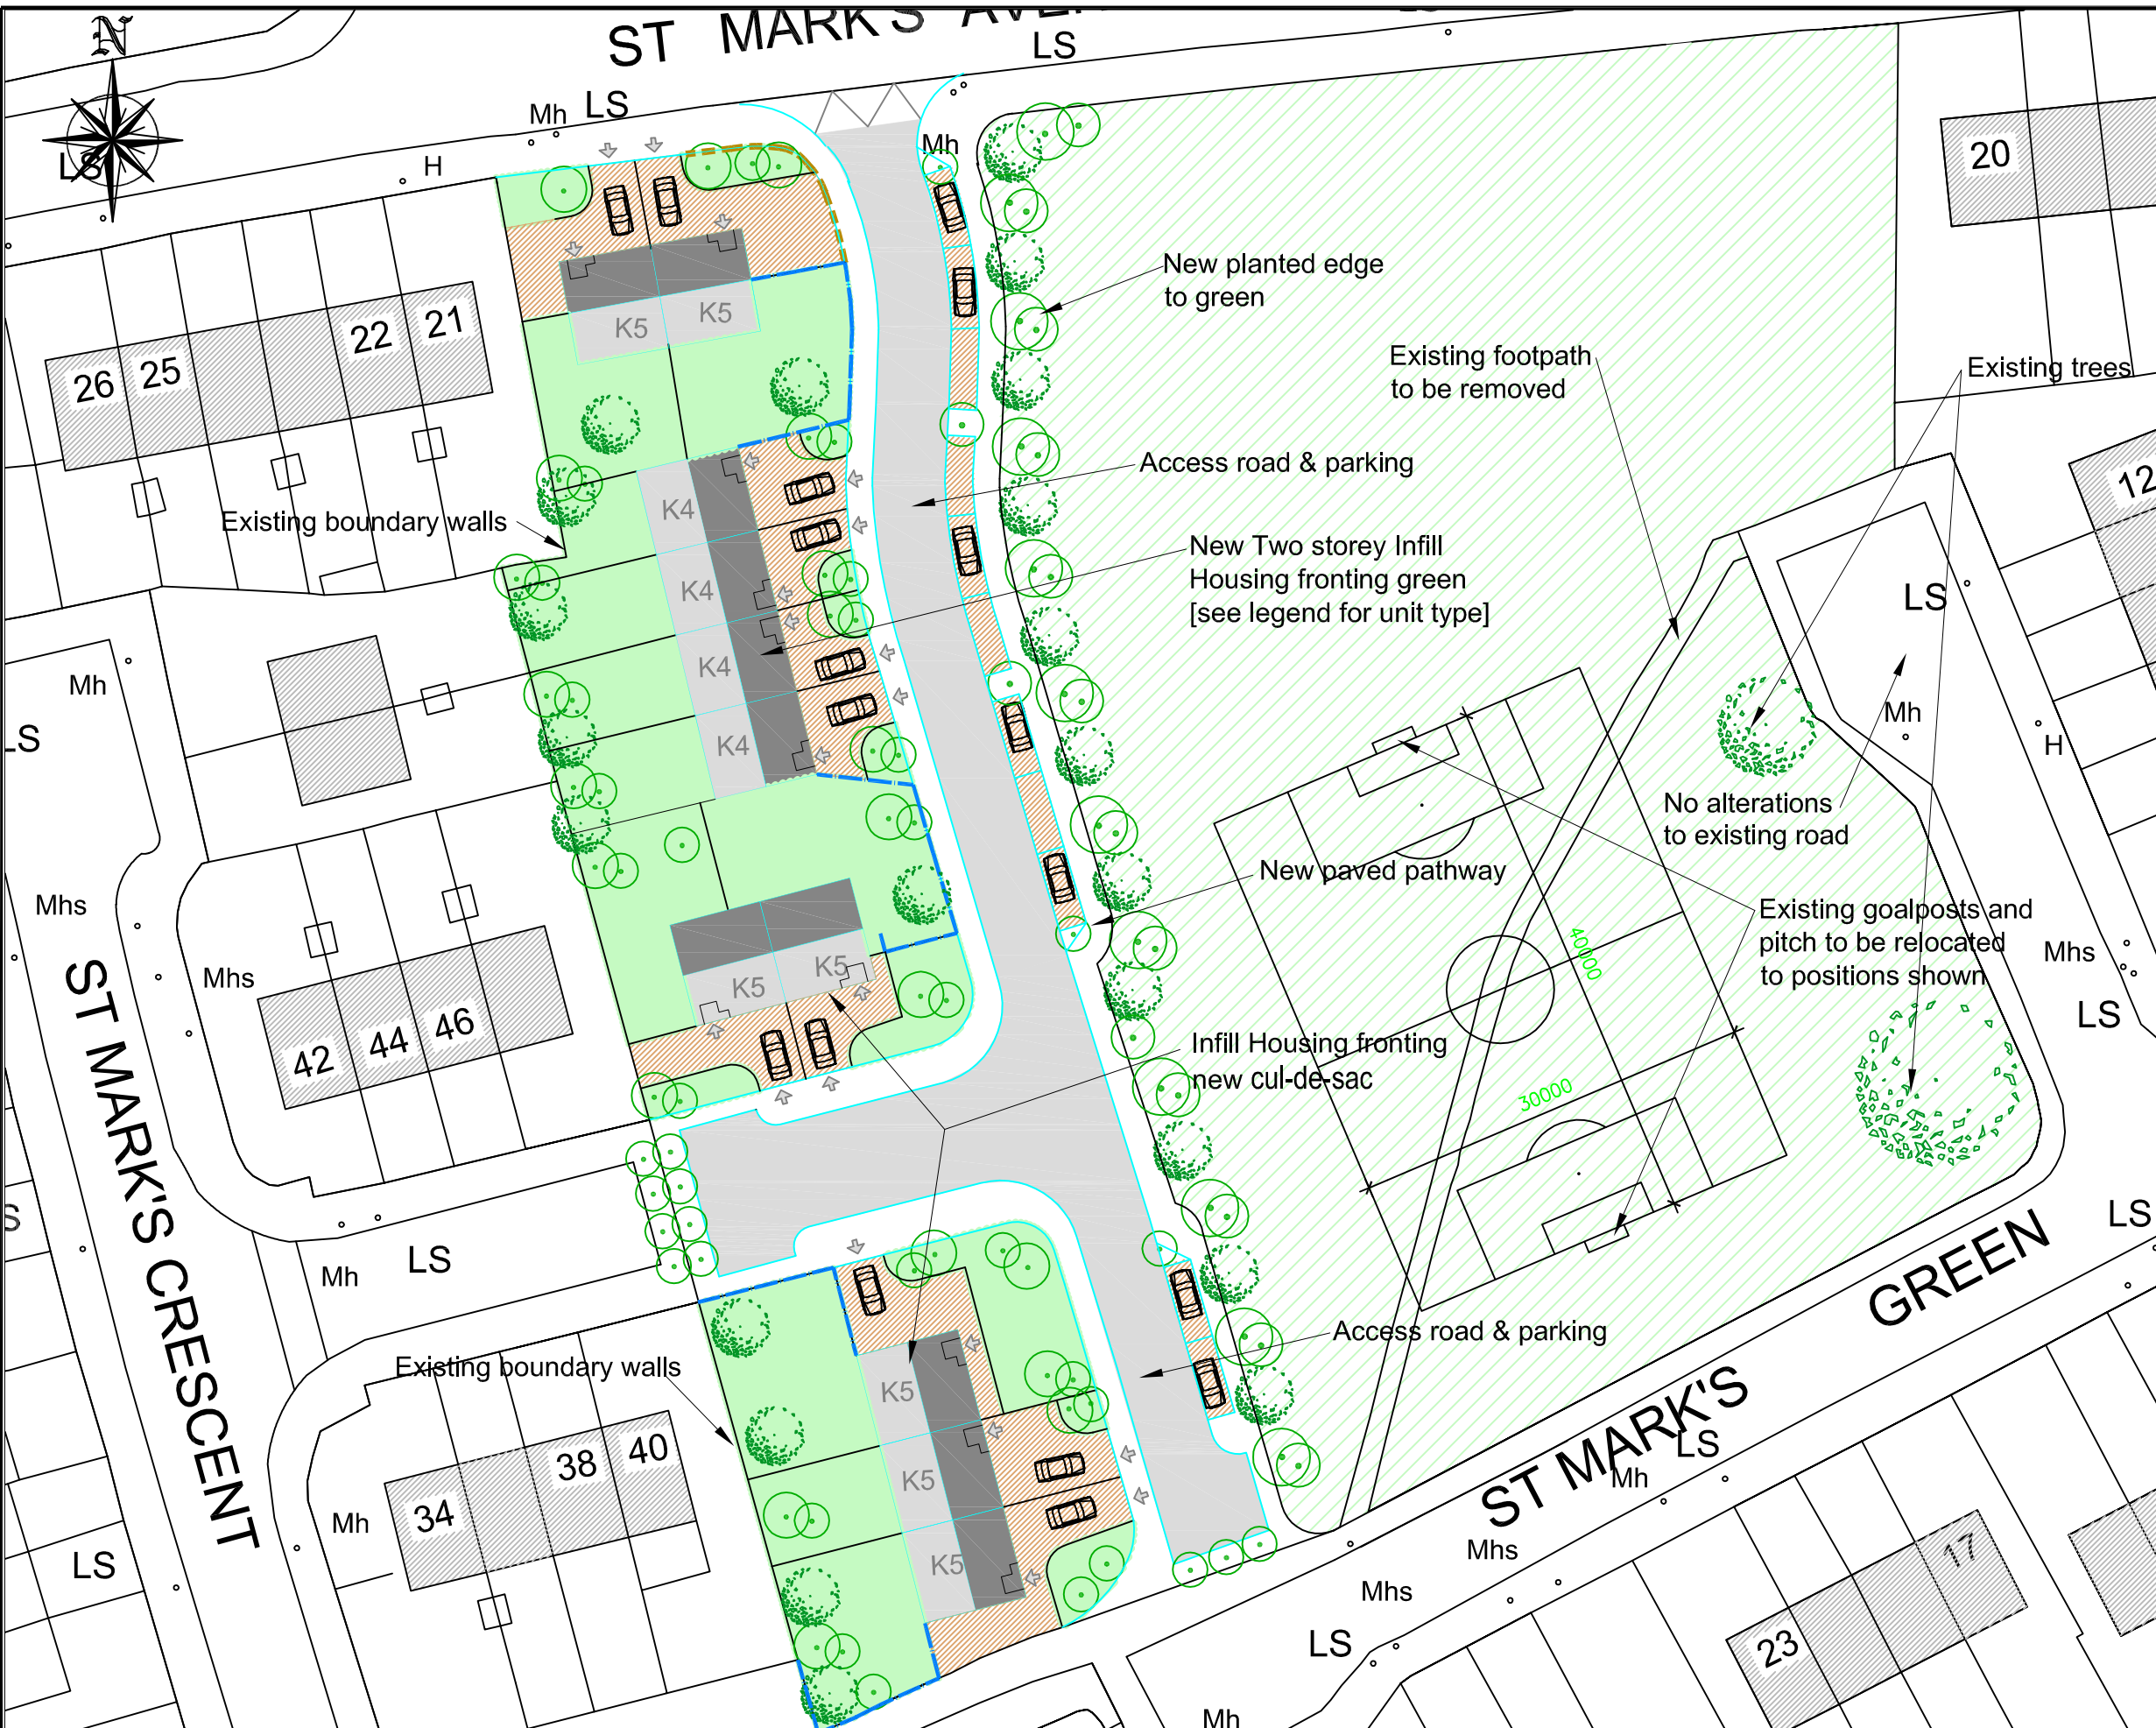 N
ST MARK'S
LS
LS
Mh
LS
H
Mh
20
K5
K5
22
21
26
25
New planted edge
to green
Existing footpath
to be removed
Existing trees
Access road & parking
12
K4
Existing boundary walls
New Two storey Infill
Housing fronting green
[see legend for unit type]
K4
K4
K4
LS
Mh
LS
Mh
H
No alterations
to existing road
New paved pathway
Mhs
Existing goalposts and
pitch to be relocated
to positions shown
40000
30000
Mhs
LS
K5
K5
Mhs
42
44
46
Infill Housing fronting
new cul-de-sac
ST MARK'S CRESCENT
S
LS
Mh
LS
ST MARK'S
GREEN
Access road & parking
Existing boundary walls
K5
K5
K5
34
38
40
Mh
LS
LS
Mh
Mhs
Mhs
LS
17
23
Mh